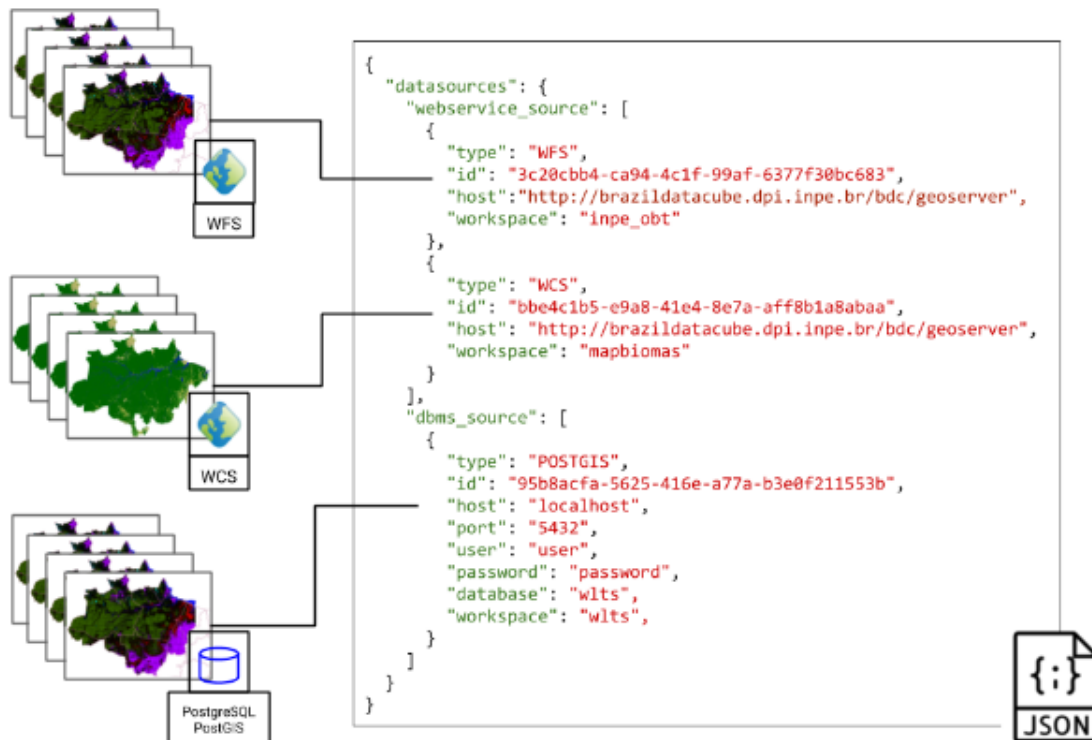 WFS
WCS
PostgreSQL
PostGIS
{
"datasources": {
"webservice_source": [
{
"type": "WFS",
"id": "3c20cbb4-ca94-4c1f-99af-6377f30bc683",
"host":"http://brazildatacube.dpi.inpe.br/bdc/geoserver",
"workspace": "inpe_obt"
},
{
"type": "WCS",
"id": "bbe4c1b5-e9a8-41e4-8e7a-aff8b1a8abaa",
"host": "http://brazildatacube.dpi.inpe.br/bdc/geoserver",
"workspace": "mapbiomas"
}
],
"dbms_source": [
{
"type": "POSTGIS",
"id": "95b8acfa-5625-416e-a77a-b3e0f211553b",
"host": "localhost",
"port": "5432",
"user": "user",
"password": "password",
"database": "wlts",
"workspace": "wlts",
}
]
}
}
{;}
JSON